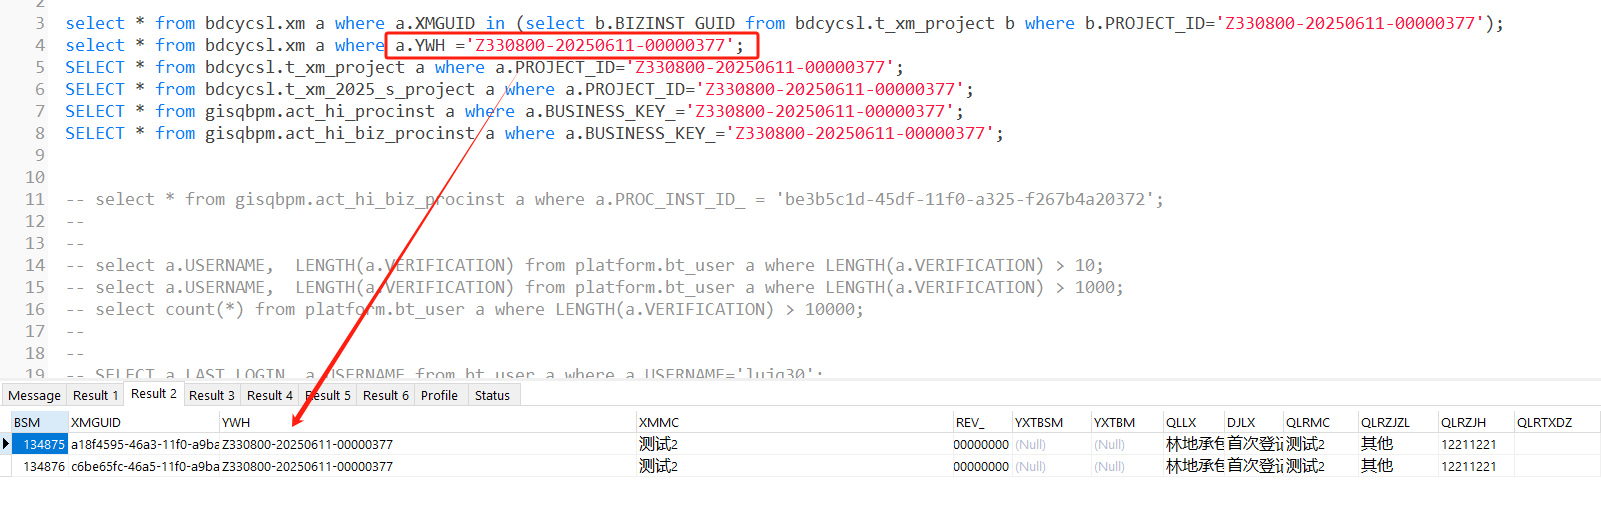 2
3 select * from bdcycsl.xm a where a.XMGUID in (select b.BIZINST_GUID from bdcycsl.t_xm_project b where b.PROJECT_ID='Z330800-20250611-00000377');
4 select * from bdcycsl.xm a where a.YWH ='Z330800-20250611-00000377';
5 SELECT * from bdcycsl.t_xm_project a where a.PROJECT_ID='Z330800-20250611-00000377';
6 SELECT * from bdcycsl.t_xm_2025_s_project a where a.PROJECT_ID='Z330800-20250611-00000377';
7 SELECT * from gisqbpm.act_hi_procinst a where a.BUSINESS_KEY_='Z330800-20250611-00000377';
8 SELECT * from gisqbpm.act_hi_biz_procinst a where a.BUSINESS_KEY_='Z330800-20250611-00000377';
9
10
11 -- select * from gisqbpm.act_hi_biz_procinst a where a.PROC_INST_ID_ = 'be3b5c1d-45df-11f0-a325-f267b4a20372';
12 --
13 --
14 -- select a.USERNAME, LENGTH(a.VERIFICATION) from platform.bt_user a where LENGTH(a.VERIFICATION) > 10;
15 -- select a.USERNAME, LENGTH(a.VERIFICATION) from platform.bt_user a where LENGTH(a.VERIFICATION) > 1000;
16 -- select count(*) from platform.bt_user a where LENGTH(a.VERIFICATION) > 10000;
17 --
18 --
19 -- SELECT a.LAST_LOGIN, a.USERNAME from bt_user a where a.USERNAME='lujq30';
Message Result 1 Result 2 Result 3 Result 4 Result 5 Result 6 Profile Status
BSM XMGUID YWH XMMC REV_ YXTBSM YXTBM QLLX DJLX QLRMC QLRZJZL QLRZJH QLRTXDZ
134875 a18f4595-46a3-11f0-a9ba Z330800-20250611-00000377 测试2 00000000 (Null) (Null) 林地承包 首次登记 测试2 其他 12211221
134876 c6be65fc-46a5-11f0-a9ba Z330800-20250611-00000377 测试2 00000000 (Null) (Null) 林地承包 首次登记 测试2 其他 12211221